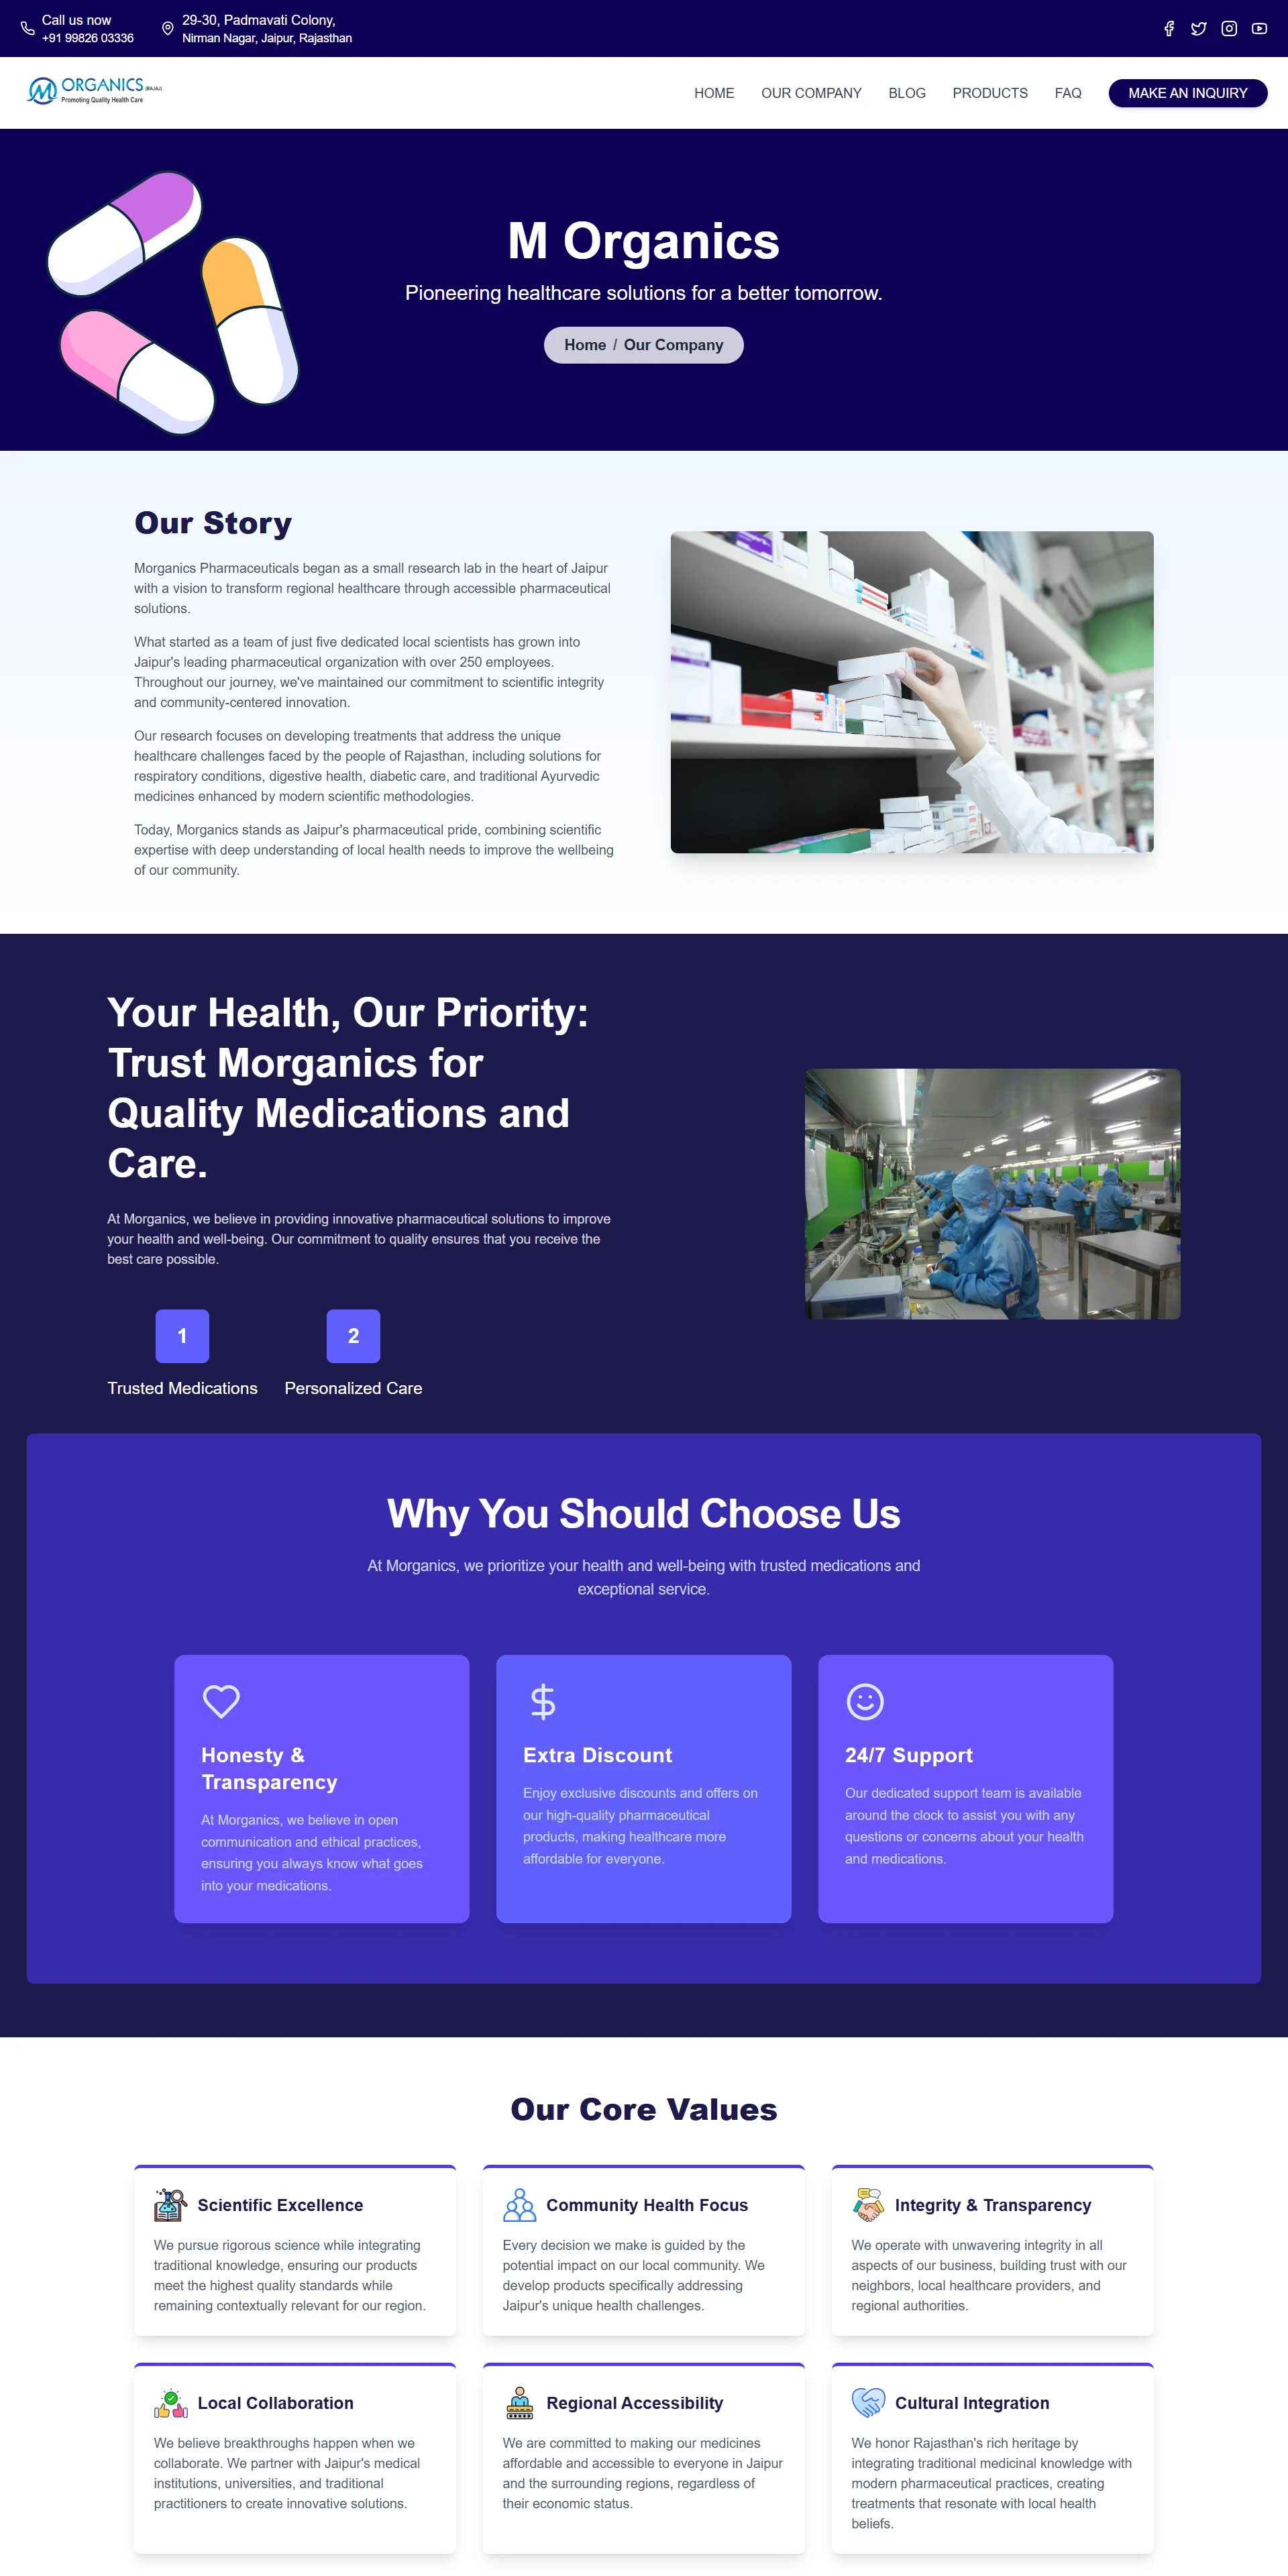 Call us now
+91 99826 03336
29-30, Padmavati Colony,
Nirman Nagar, Jaipur, Rajasthan
ORGANICS (BAJAJ)
Promoting Quality Health Care
HOME
OUR COMPANY
BLOG
PRODUCTS
FAQ
MAKE AN INQUIRY
M Organics
Pioneering healthcare solutions for a better tomorrow.
Home / Our Company
Our Story
Morganics Pharmaceuticals began as a small research lab in the heart of Jaipur
with a vision to transform regional healthcare through accessible pharmaceutical
solutions.
What started as a team of just five dedicated local scientists has grown into
Jaipur's leading pharmaceutical organization with over 250 employees.
Throughout our journey, we've maintained our commitment to scientific integrity
and community-centered innovation.
Our research focuses on developing treatments that address the unique
healthcare challenges faced by the people of Rajasthan, including solutions for
respiratory conditions, digestive health, diabetic care, and traditional Ayurvedic
medicines enhanced by modern scientific methodologies.
Today, Morganics stands as Jaipur's pharmaceutical pride, combining scientific
expertise with deep understanding of local health needs to improve the wellbeing
of our community.
Your Health, Our Priority:
Trust Morganics for
Quality Medications and
Care.
At Morganics, we believe in providing innovative pharmaceutical solutions to improve
your health and well-being. Our commitment to quality ensures that you receive the
best care possible.
1
Trusted Medications
2
Personalized Care
Why You Should Choose Us
At Morganics, we prioritize your health and well-being with trusted medications and
exceptional service.
Honesty &
Transparency
At Morganics, we believe in open
communication and ethical practices,
ensuring you always know what goes
into your medications.
Extra Discount
Enjoy exclusive discounts and offers on
our high-quality pharmaceutical
products, making healthcare more
affordable for everyone.
24/7 Support
Our dedicated support team is available
around the clock to assist you with any
questions or concerns about your health
and medications.
Our Core Values
Scientific Excellence
We pursue rigorous science while integrating
traditional knowledge, ensuring our products
meet the highest quality standards while
remaining contextually relevant for our region.
Community Health Focus
Every decision we make is guided by the
potential impact on our local community. We
develop products specifically addressing
Jaipur's unique health challenges.
Integrity & Transparency
We operate with unwavering integrity in all
aspects of our business, building trust with our
neighbors, local healthcare providers, and
regional authorities.
Local Collaboration
We believe breakthroughs happen when we
collaborate. We partner with Jaipur's medical
institutions, universities, and traditional
practitioners to create innovative solutions.
Regional Accessibility
We are committed to making our medicines
affordable and accessible to everyone in Jaipur
and the surrounding regions, regardless of
their economic status.
Cultural Integration
We honor Rajasthan's rich heritage by
integrating traditional medicinal knowledge with
modern pharmaceutical practices, creating
treatments that resonate with local health
beliefs.